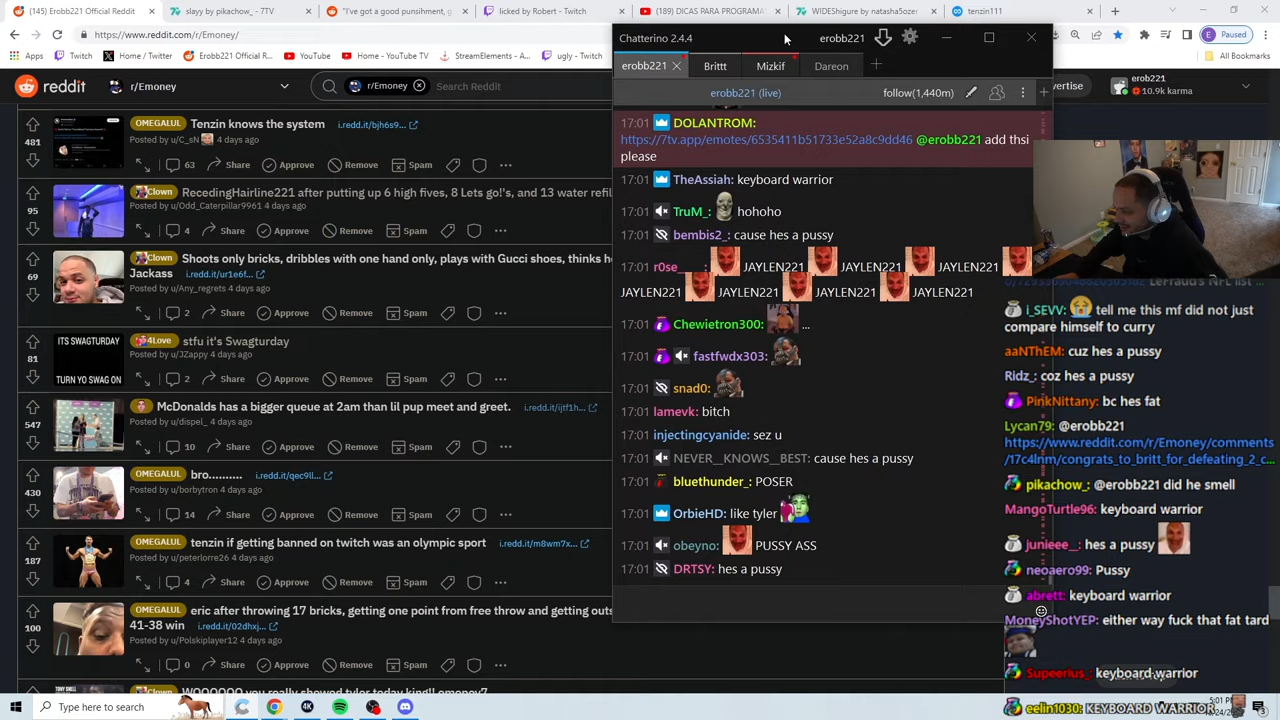 (145) Erobb221 Official Reddit
slayy by pikachow_ - 7TV
"I've got a good punsihment, g
licked by Robert - Twitch
(189) DICAS PARA PROGRAMA
WIDEShigure by natasha5ozer
tenzin111
https://www.reddit.com/r/Emoney/
Paused
Apps
Twitch
Erobb221 Official R...
YouTube
Home - YouTube
StreamElements - A...
ugly - Twitch
All Bookmarks
reddit
r/Emoney
r/Emoney
Search Reddit
erob221
10.9k karma
481
OMEGALUL Tenzin knows the system i.redd.it/bjh6s9...
Posted by u/C_sN 4 days ago
63 Share Approve Remove Spam
95
Clown RecedingHairline221 after putting up 6 high fives, 8 Lets go!'s, and 13 water refil
Posted by u/Odd_Caterpillar9961 4 days ago
4 Share Approve Remove Spam
69
Clown Shoots only bricks, dribbles with one hand only, plays with Gucci shoes, thinks h
Jackass i.redd.it/ur1e6f...
Posted by u/Any_regrets 4 days ago
2 Share Approve Remove Spam
81
ITS SWAGTURDAY
TURN YO SWAG ON
4Love stfu it's Swagturday
Posted by u/JZappy 4 days ago
2 Share Approve Remove Spam
547
McDonalds has a bigger queue at 2am than lil pup meet and greet. i.redd.it/ijtf1h...
Posted by u/dispel_ 4 days ago
10 Share Approve Remove Spam
430
OMEGALUL bro.......... i.redd.it/qec9ll...
Posted by u/borbytron 4 days ago
14 Share Approve Remove Spam
187
OMEGALUL tenzin if getting banned on twitch was an olympic sport i.redd.it/m8wm7x...
Posted by u/peterlorre26 4 days ago
4 Share Approve Remove Spam
100
OMEGALUL eric after throwing 17 bricks, getting one point from free throw and getting outs
41-38 win i.redd.it/02dhxj...
Posted by u/Polskiplayer12 4 days ago
0 Share Approve Remove Spam
Clown WOOOOOO you really showed tyler today kind!! emoney?
Chatterino 2.4.4
erobb221
erobb221 Brittt Mizkif Dareon
erobb221 (live)
follow(1,440m)
17:01 DOLANTROM:
https://7tv.app/emotes/6535411b51733e52a8c9dd46 @erobb221 add thsi
please
17:01 TheAssiah: keyboard warrior
17:01 TruM_: hohoho
17:01 bembis2_: cause hes a pussy
17:01 r0se__ : JAYLEN221 JAYLEN221 JAYLEN221
JAYLEN221 JAYLEN221 JAYLEN221 JAYLEN221
17:01 Chewietron300: ...
17:01 fastfwdx303:
17:01 snad0:
17:01 lamevk: bitch
17:01 injectingcyanide: sez u
17:01 NEVER__KNOWS__BEST: cause hes a pussy
17:01 bluethunder_: POSER
17:01 OrbieHD: like tyler
17:01 obeyno: PUSSY ASS
17:01 DRTSY: hes a pussy
LeFraud's NFL list ...
i_SEVV: tell me this mf did not just
compare himself to curry
aaNThEM: cuz hes a pussy
Ridz_: coz hes a pussy
PinkNittany: bc hes fat
Lycan79: @erobb221
https://www.reddit.com/r/Emoney/comments
/17c4lnm/congrats_to_britt_for_defeating_2_c...
pikachow_: @erobb221 did he smell
MangoTurtle96: keyboard warrior
junieee_: hes a pussy
neoaero99: Pussy
abrett: keyboard warrior
MoneyShotYEP: either way fuck that fat tard
Supeerius_: keyboard warrior
eelin1030: KEYBOARD WARRIOR
Type here to search